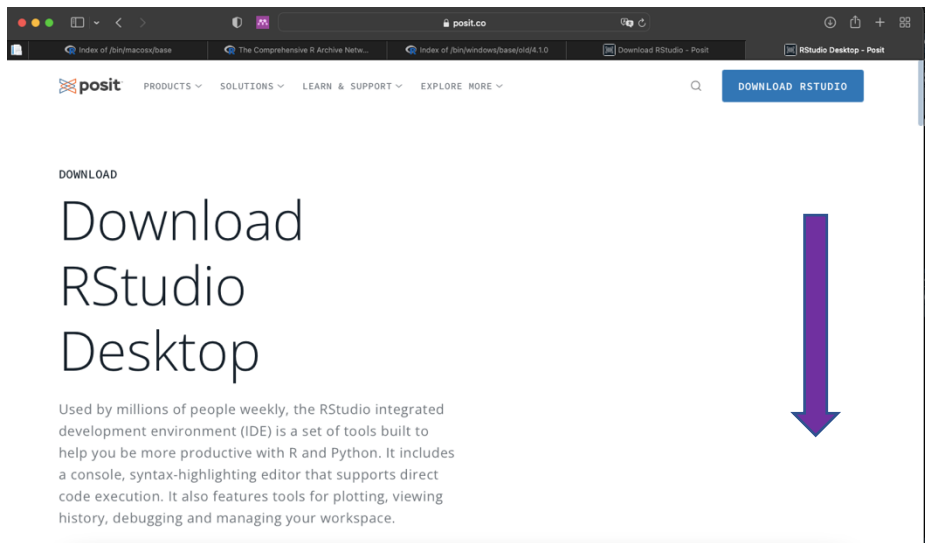 posit.co
Index of /bin/macosx/base
The Comprehensive R Archive Netw...
Index of /bin/windows/base/old/4.1.0
Download RStudio - Posit
RStudio Desktop - Posit
posit PRODUCTS SOLUTIONS LEARN & SUPPORT EXPLORE MORE DOWNLOAD RSTUDIO
DOWNLOAD
Download
RStudio
Desktop
Used by millions of people weekly, the RStudio integrated
development environment (IDE) is a set of tools built to
help you be more productive with R and Python. It includes
a console, syntax-highlighting editor that supports direct
code execution. It also features tools for plotting, viewing
history, debugging and managing your workspace.